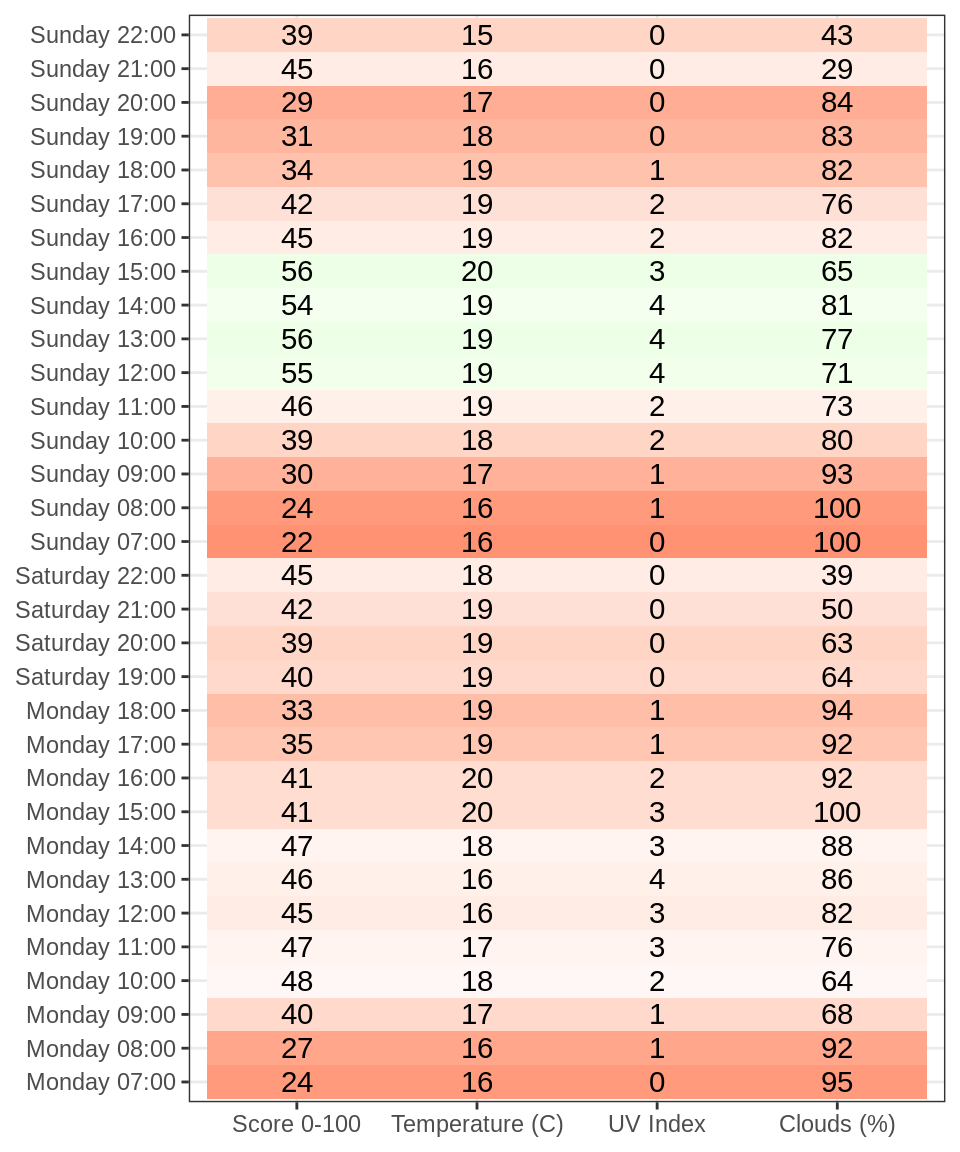 Sunday 22:00 39 15 0 43
Sunday 21:00 45 16 0 29
Sunday 20:00 29 17 0 84
Sunday 19:00 31 18 0 83
Sunday 18:00 34 19 1 82
Sunday 17:00 42 19 2 76
Sunday 16:00 45 19 2 82
Sunday 15:00 56 20 3 65
Sunday 14:00 54 19 4 81
Sunday 13:00 56 19 4 77
Sunday 12:00 55 19 4 71
Sunday 11:00 46 19 2 73
Sunday 10:00 39 18 2 80
Sunday 09:00 30 17 1 93
Sunday 08:00 24 16 1 100
Sunday 07:00 22 16 0 100
Saturday 22:00 45 18 0 39
Saturday 21:00 42 19 0 50
Saturday 20:00 39 19 0 63
Saturday 19:00 40 19 0 64
Monday 18:00 33 19 1 94
Monday 17:00 35 19 1 92
Monday 16:00 41 20 2 92
Monday 15:00 41 20 3 100
Monday 14:00 47 18 3 88
Monday 13:00 46 16 4 86
Monday 12:00 45 16 3 82
Monday 11:00 47 17 3 76
Monday 10:00 48 18 2 64
Monday 09:00 40 17 1 68
Monday 08:00 27 16 1 92
Monday 07:00 24 16 0 95
Score 0-100 Temperature (C) UV Index Clouds (%)